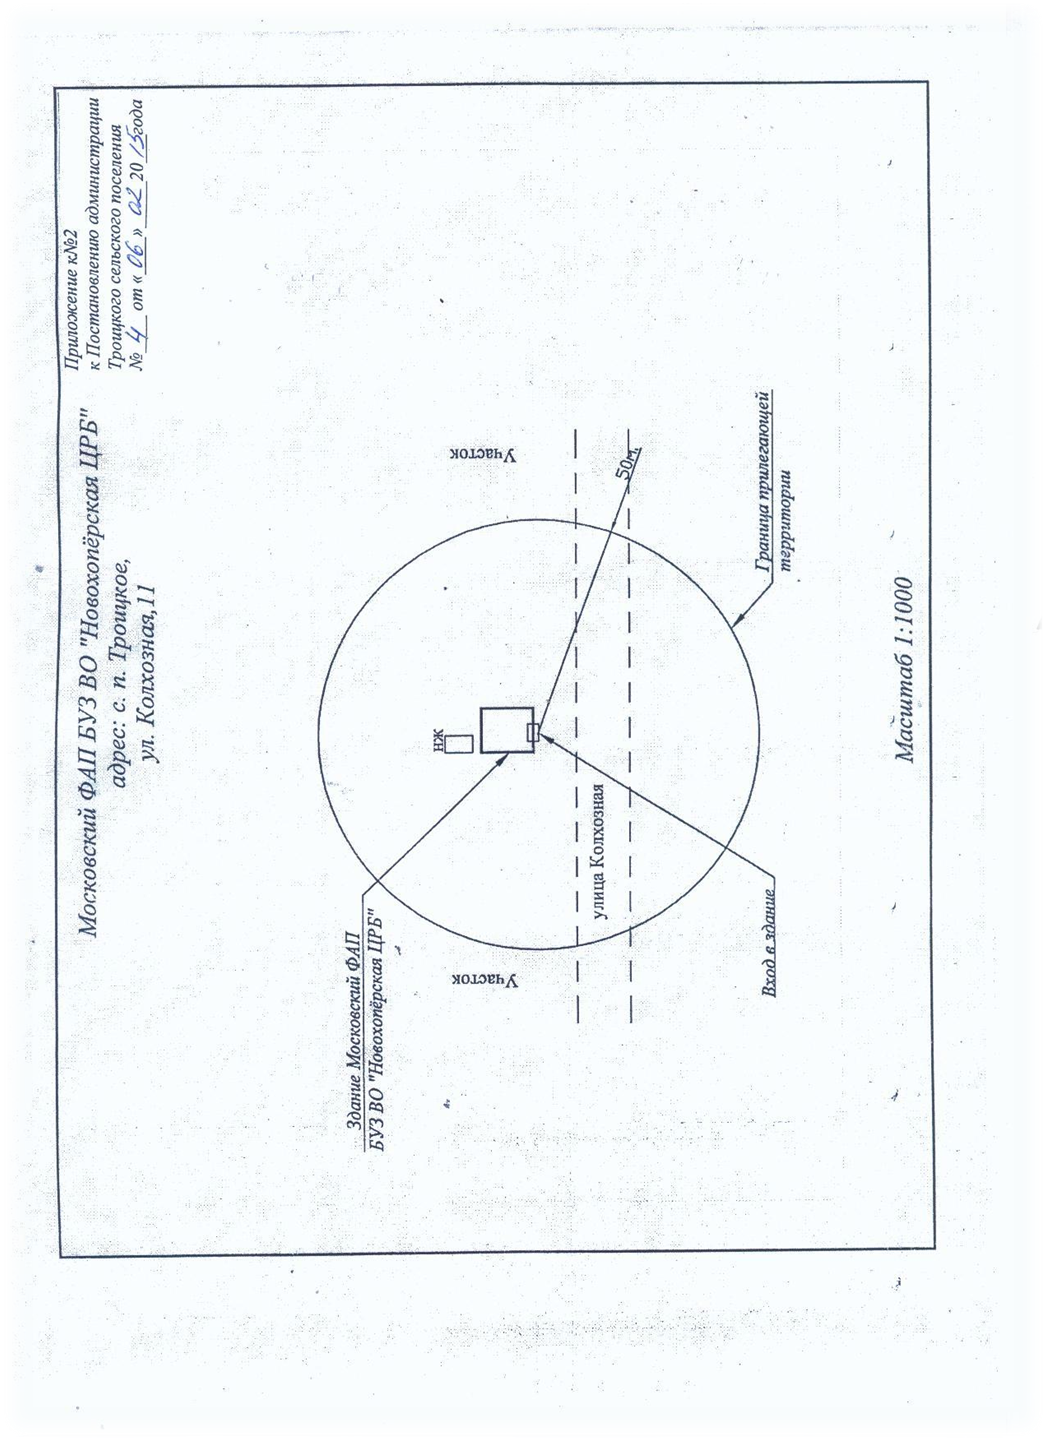 Приложение к№2
к Постановлению администрации
Троицкого сельского поселения
№ 4 от « 06 » 02 20 15 года
Московский ФАП БУЗ ВО "Новохопёрская ЦРБ"
адрес: с. п. Троицкое,
ул. Колхозная,11
Участок
50м.
Граница прилегающей
территории
нж
улица Колхозная
Здание Московский ФАП
БУЗ ВО "Новохопёрская ЦРБ"
Участок
Вход в здание
Масштаб 1:1000